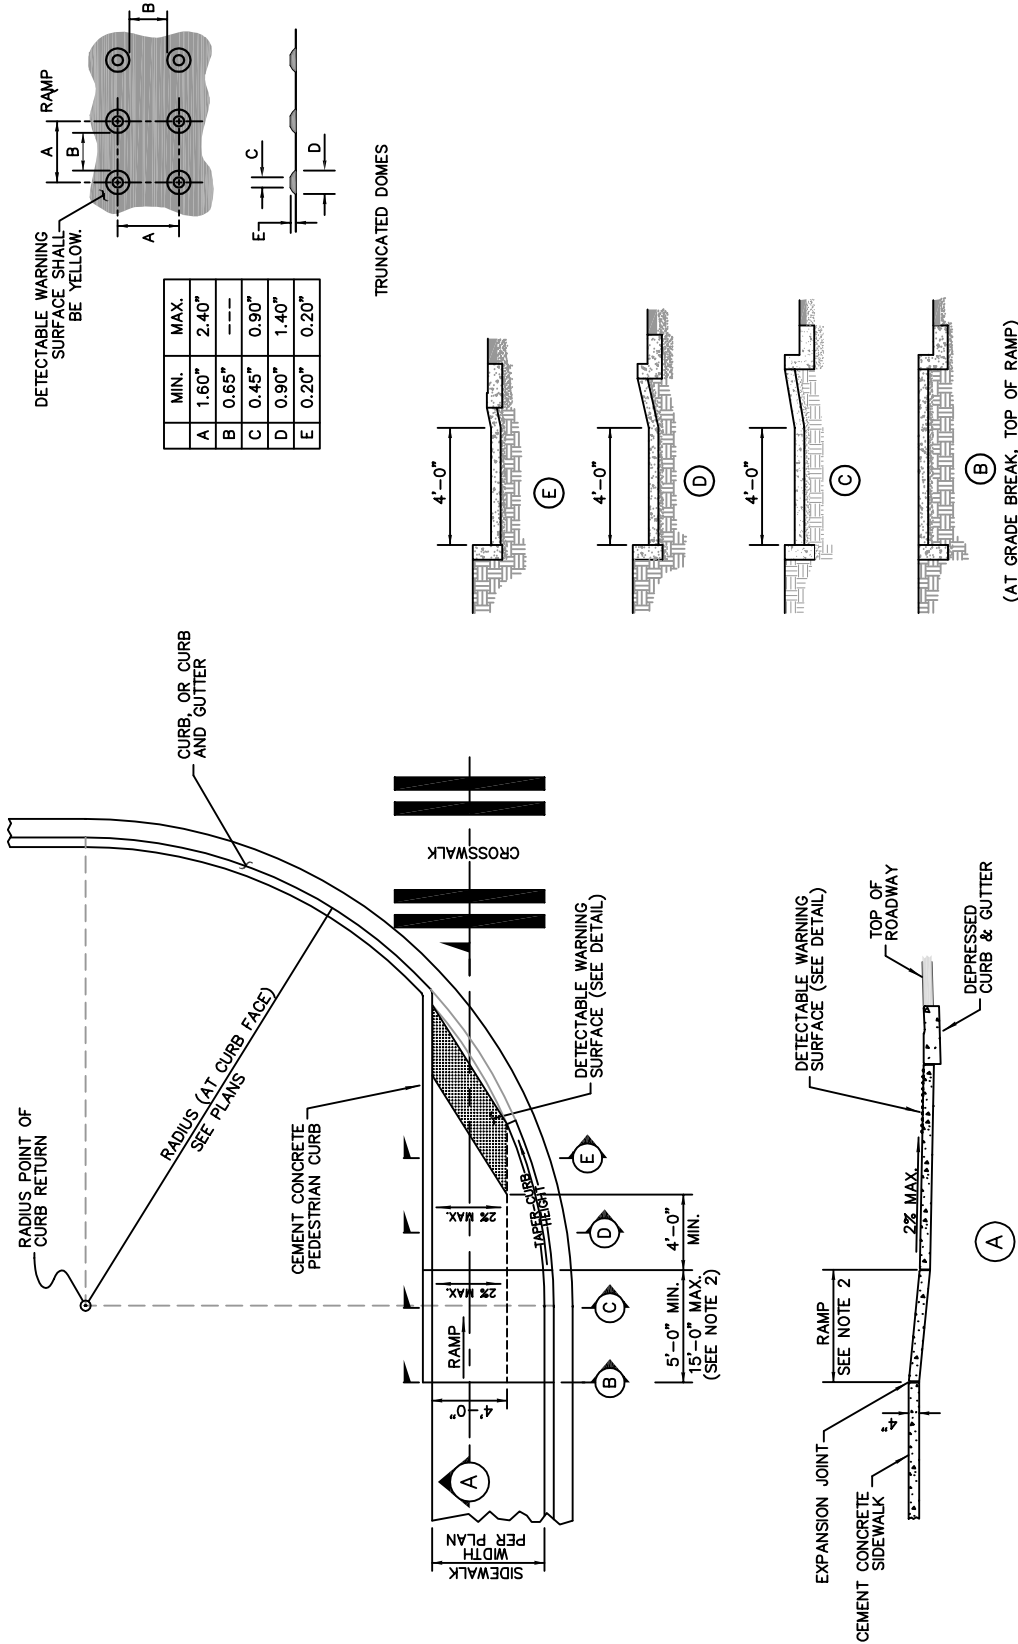 RADIUS POINT OF
CURB RETURN
RADIUS (AT CURB FACE)
SEE PLANS
CURB, OR CURB
AND GUTTER
CEMENT CONCRETE
PEDESTRIAN CURB
CROSSWALK
DETECTABLE WARNING
SURFACE (SEE DETAIL)
SIDEWALK
WIDTH
PER PLAN
A
4'-0"
RAMP
2% MAX.
2% MAX.
TAPER CURB
HEIGHT
B
C
D
E
5'-0" MIN.
15'-0" MAX.
(SEE NOTE 2)
4'-0"
MIN.
EXPANSION JOINT
CEMENT CONCRETE
SIDEWALK
4"
RAMP
SEE NOTE 2
2% MAX.
DETECTABLE WARNING
SURFACE (SEE DETAIL)
TOP OF
ROADWAY
DEPRESSED
CURB & GUTTER
A
DETECTABLE WARNING
SURFACE SHALL
BE YELLOW.
RAMP
A
B
B
A
MIN. MAX.
A 1.60" 2.40"
B 0.65" ----
C 0.45" 0.90"
D 0.90" 1.40"
E 0.20" 0.20"
E
C
D
TRUNCATED DOMES
4'-0"
E
4'-0"
D
4'-0"
C
B
(AT GRADE BREAK, TOP OF RAMP)